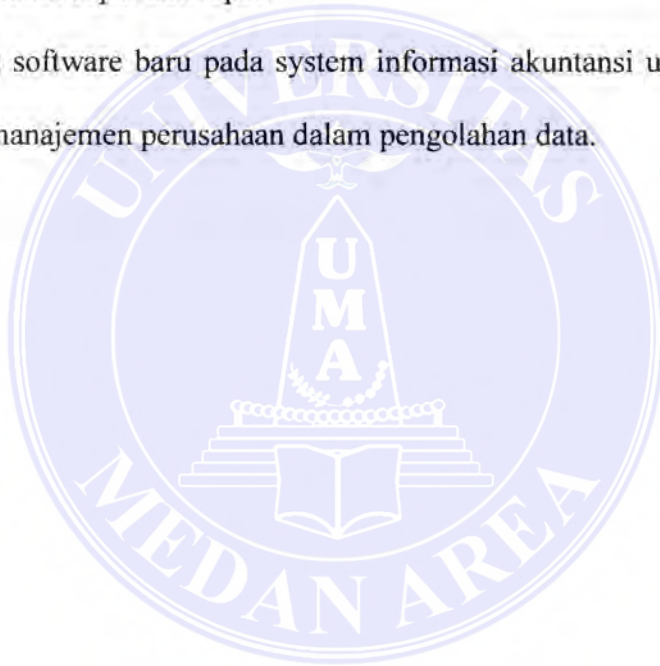 software baru pada system informasi akuntansi u
manajemen perusahaan dalam pengolahan data.
UNIVERSITAS
UMA
MEDAN AREA